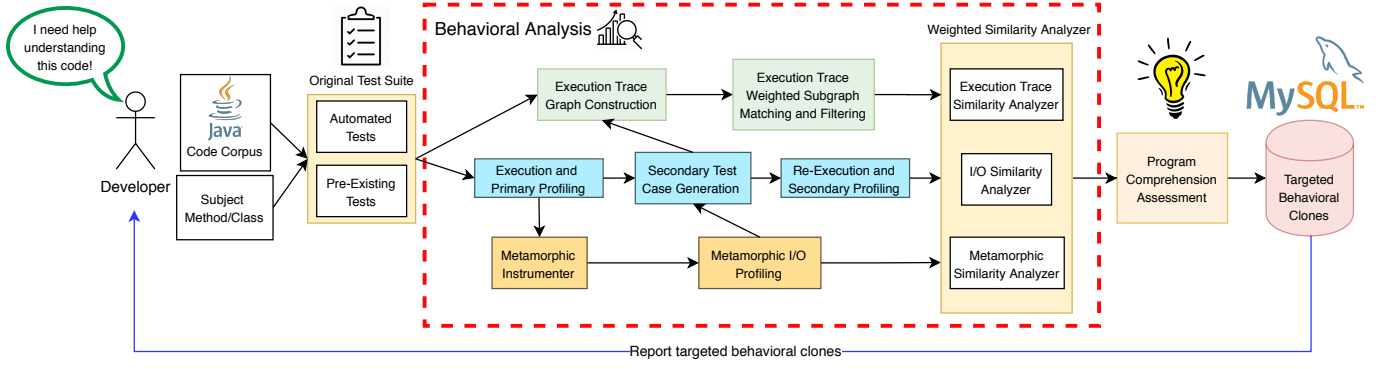 I need help
understanding
this code!
Developer
Java
Code Corpus
Subject
Method/Class
Original Test Suite
Automated
Tests
Pre-Existing
Tests
Behavioral Analysis
Execution Trace
Graph Construction
Execution Trace
Weighted Subgraph
Matching and Filtering
Execution and
Primary Profiling
Secondary Test
Case Generation
Re-Execution and
Secondary Profiling
Metamorphic
Instrumenter
Metamorphic I/O
Profiling
Weighted Similarity Analyzer
Execution Trace
Similarity Analyzer
I/O Similarity
Analyzer
Metamorphic
Similarity Analyzer
Program
Comprehension
Assessment
MySQL™
Targeted
Behavioral
Clones
Report targeted behavioral clones